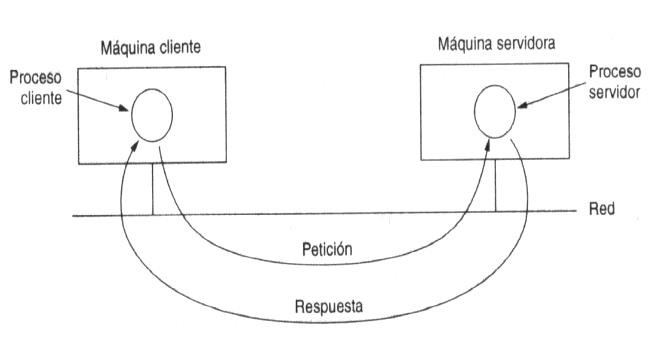 Máquina cliente
Máquina servidora
Proceso
cliente
Proceso
servidor
Red
Petición
Respuesta